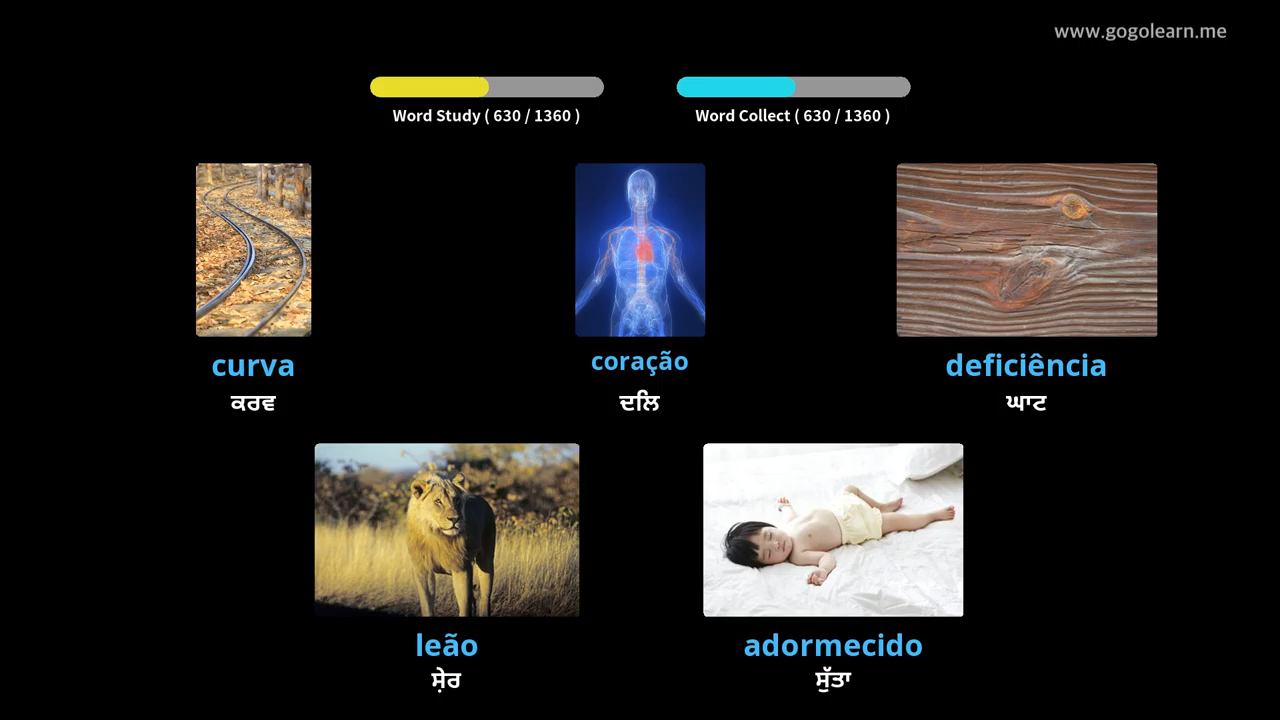 www.gogolearn.me
Word Study ( 630 / 1360 )
Word Collect ( 630 / 1360 )
curva
ਕਰਵ
coração
ਦਲਿ
deficiência
ਘਾਟ
leão
ਸ਼ੇਰ
adormecido
ਸੁੱਤਾ